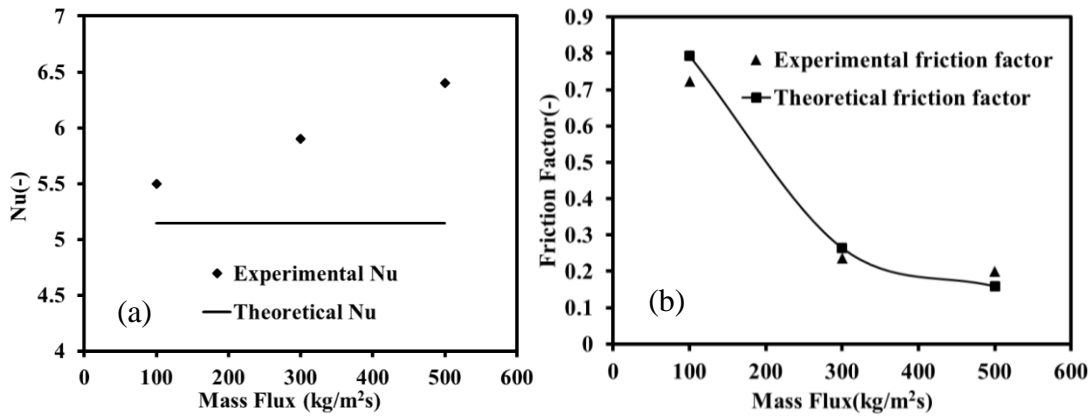 7
6.5
6
5.5
5
4.5
4
Nu(-)
Experimental Nu
Theoretical Nu
(a)
0 100 200 300 400 500 600
Mass Flux (kg/m²s)
0.9
0.8
0.7
0.6
0.5
0.4
0.3
0.2
0.1
0
Friction Factor(-)
Experimental friction factor
Theoretical friction factor
(b)
0 100 200 300 400 500 600
Mass Flux(kg/m²s)